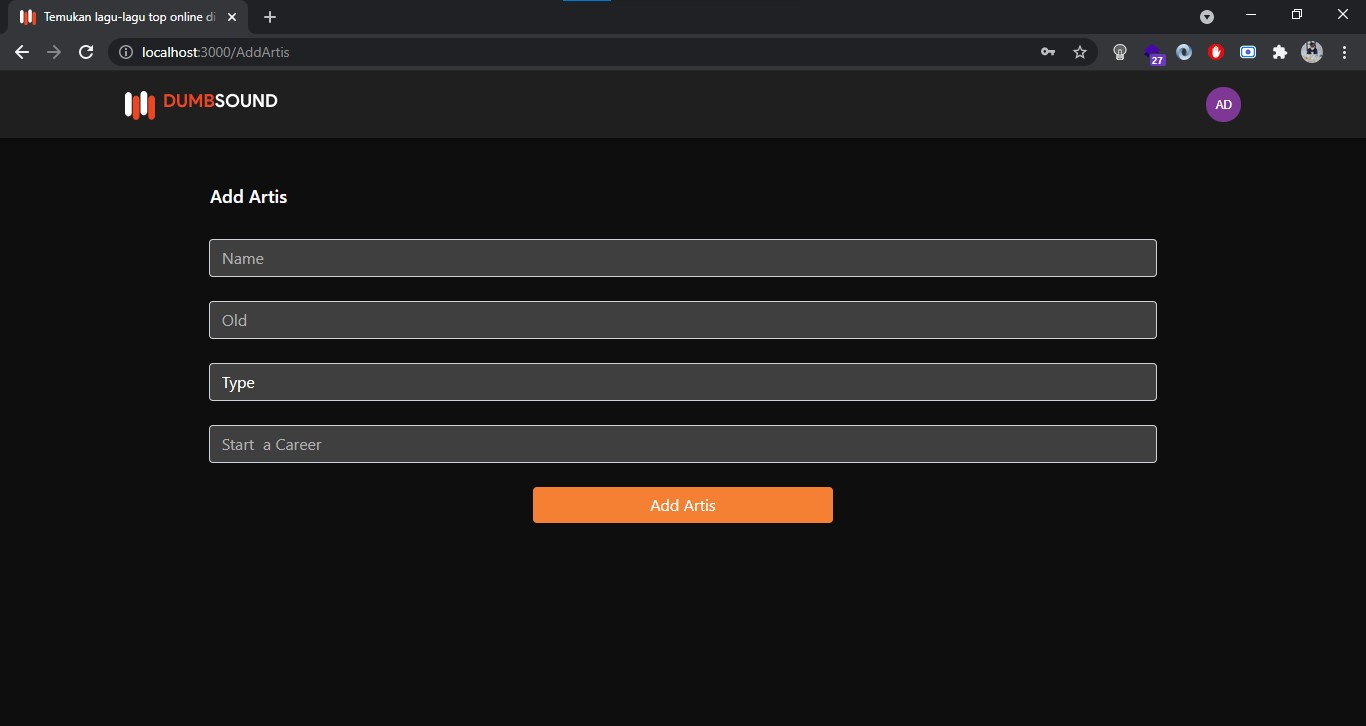 Temukan lagu-lagu top online di
localhost:3000/AddArtis
27
DUMBSOUND
AD
Add Artis
Name
Old
Type
Start  a Career
Add Artis